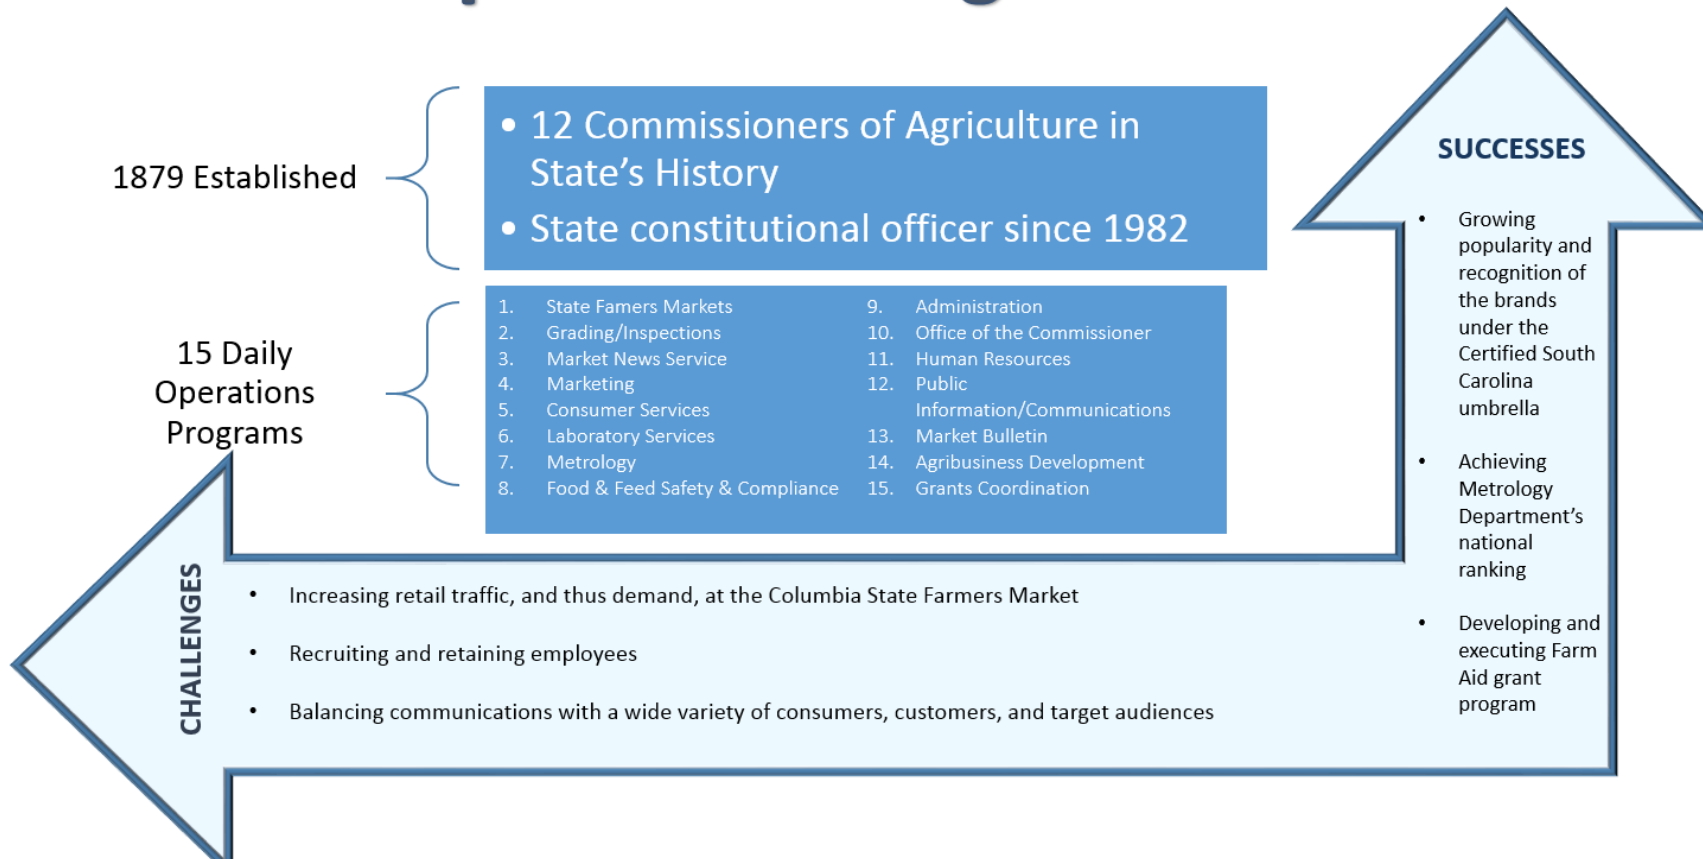 1879 Established
• 12 Commissioners of Agriculture in
State's History
• State constitutional officer since 1982
15 Daily
Operations
Programs
1. State Famers Markets
2. Grading/Inspections
3. Market News Service
4. Marketing
5. Consumer Services
6. Laboratory Services
7. Metrology
8. Food & Feed Safety & Compliance
9. Administration
10. Office of the Commissioner
11. Human Resources
12. Public
Information/Communications
13. Market Bulletin
14. Agribusiness Development
15. Grants Coordination
SUCCESSES
• Growing
popularity and
recognition of
the brands
under the
Certified South
Carolina
umbrella
• Achieving
Metrology
Department's
national
ranking
• Developing and
executing Farm
Aid grant
program
CHALLENGES
• Increasing retail traffic, and thus demand, at the Columbia State Farmers Market
• Recruiting and retaining employees
• Balancing communications with a wide variety of consumers, customers, and target audiences